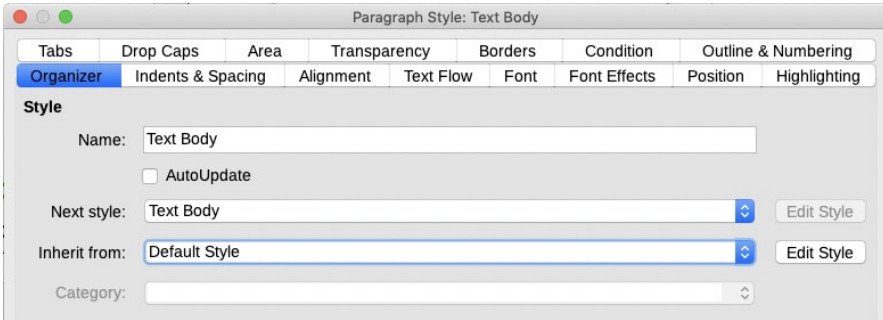 Paragraph Style: Text Body
Tabs Drop Caps Area Transparency Borders Condition Outline & Numbering
Organizer Indents & Spacing Alignment Text Flow Font Font Effects Position Highlighting
Style
Name: Text Body
AutoUpdate
Next style: Text Body Edit Style
Inherit from: Default Style Edit Style
Category: